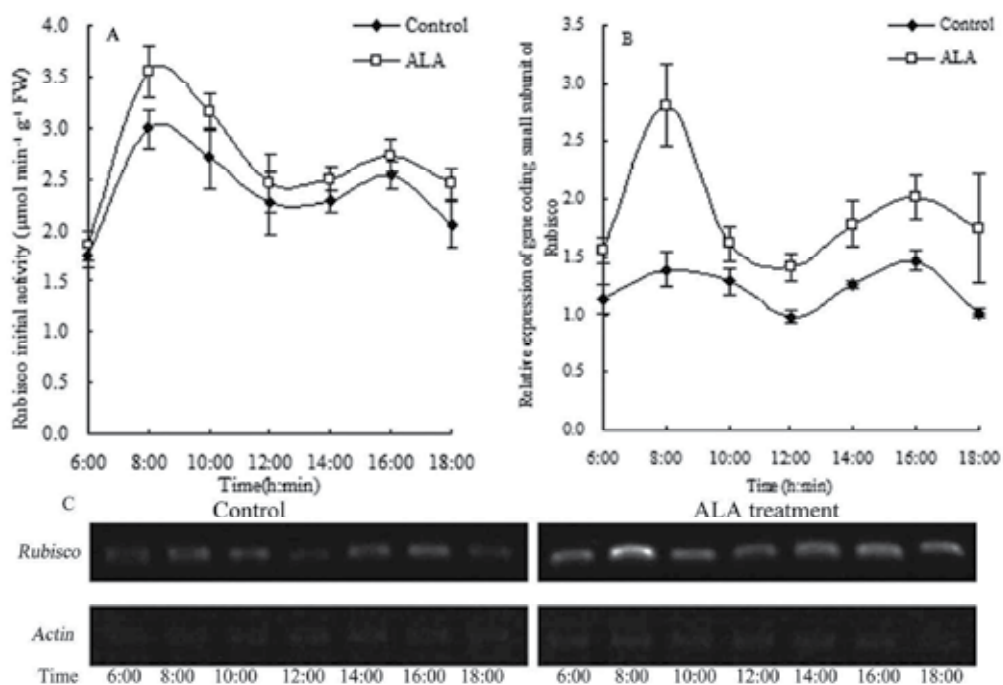 A
Control
ALA
4.0
3.5
3.0
2.5
2.0
1.5
1.0
0.5
0.0
Rubisco initial activity (μmol min⁻¹ g⁻¹ FW)
6:00 8:00 10:00 12:00 14:00 16:00 18:00
Time(h:min)
B
Control
ALA
3.5
3.0
2.5
2.0
1.5
1.0
0.5
0.0
Relative expression of gene coding small subunit of
Rubisco
6:00 8:00 10:00 12:00 14:00 16:00 18:00
Time (h:min)
C
Control ALA treatment
Rubisco
Actin
Time 6:00 8:00 10:00 12:00 14:00 16:00 18:00 6:00 8:00 10:00 12:00 14:00 16:00 18:00